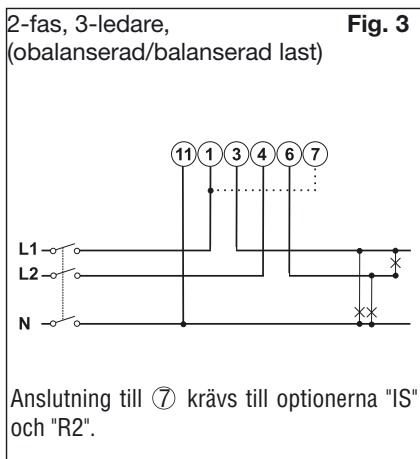 2-fas, 3-ledare, Fig. 3
(obalanserad/balanserad last)
11 1 3 4 6 7
L1
L2
N
Anslutning till 7 krävs till optionerna "IS"
och "R2".